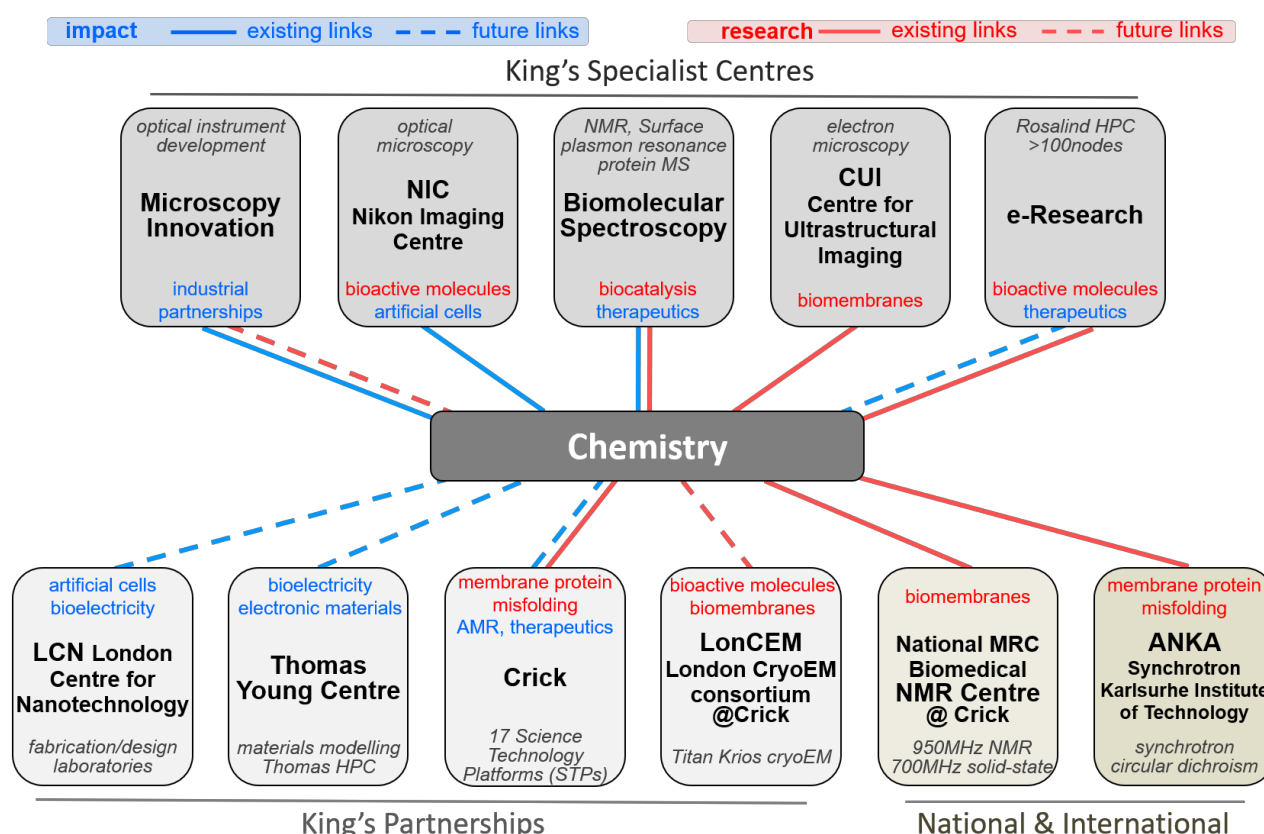 impact existing links future links
research existing links future links
King's Specialist Centres
optical instrument
development
Microscopy
Innovation
industrial
partnerships
optical
microscopy
NIC
Nikon Imaging
Centre
bioactive molecules
artificial cells
NMR, Surface
plasmon resonance
protein MS
Biomolecular
Spectroscopy
biocatalysis
therapeutics
electron
microscopy
CUI
Centre for
Ultrastructural
Imaging
biomembranes
Rosalind HPC
>100nodes
e-Research
bioactive molecules
therapeutics
Chemistry
artificial cells
bioelectricity
LCN London
Centre for
Nanotechnology
fabrication/design
laboratories
bioelectricity
electronic materials
Thomas
Young Centre
materials modelling
Thomas HPC
membrane protein
misfolding
AMR, therapeutics
Crick
17 Science
Technology
Platforms (STPs)
bioactive molecules
biomembranes
LonCEM
London CryoEM
consortium
@Crick
Titan Krios cryoEM
biomembranes
National MRC
Biomedical
NMR Centre
@ Crick
950MHz NMR
700MHz solid-state
membrane protein
misfolding
ANKA
Synchrotron
Karlsurhe Institute
of Technology
synchrotron
circular dichroism
King's Partnerships
National & International